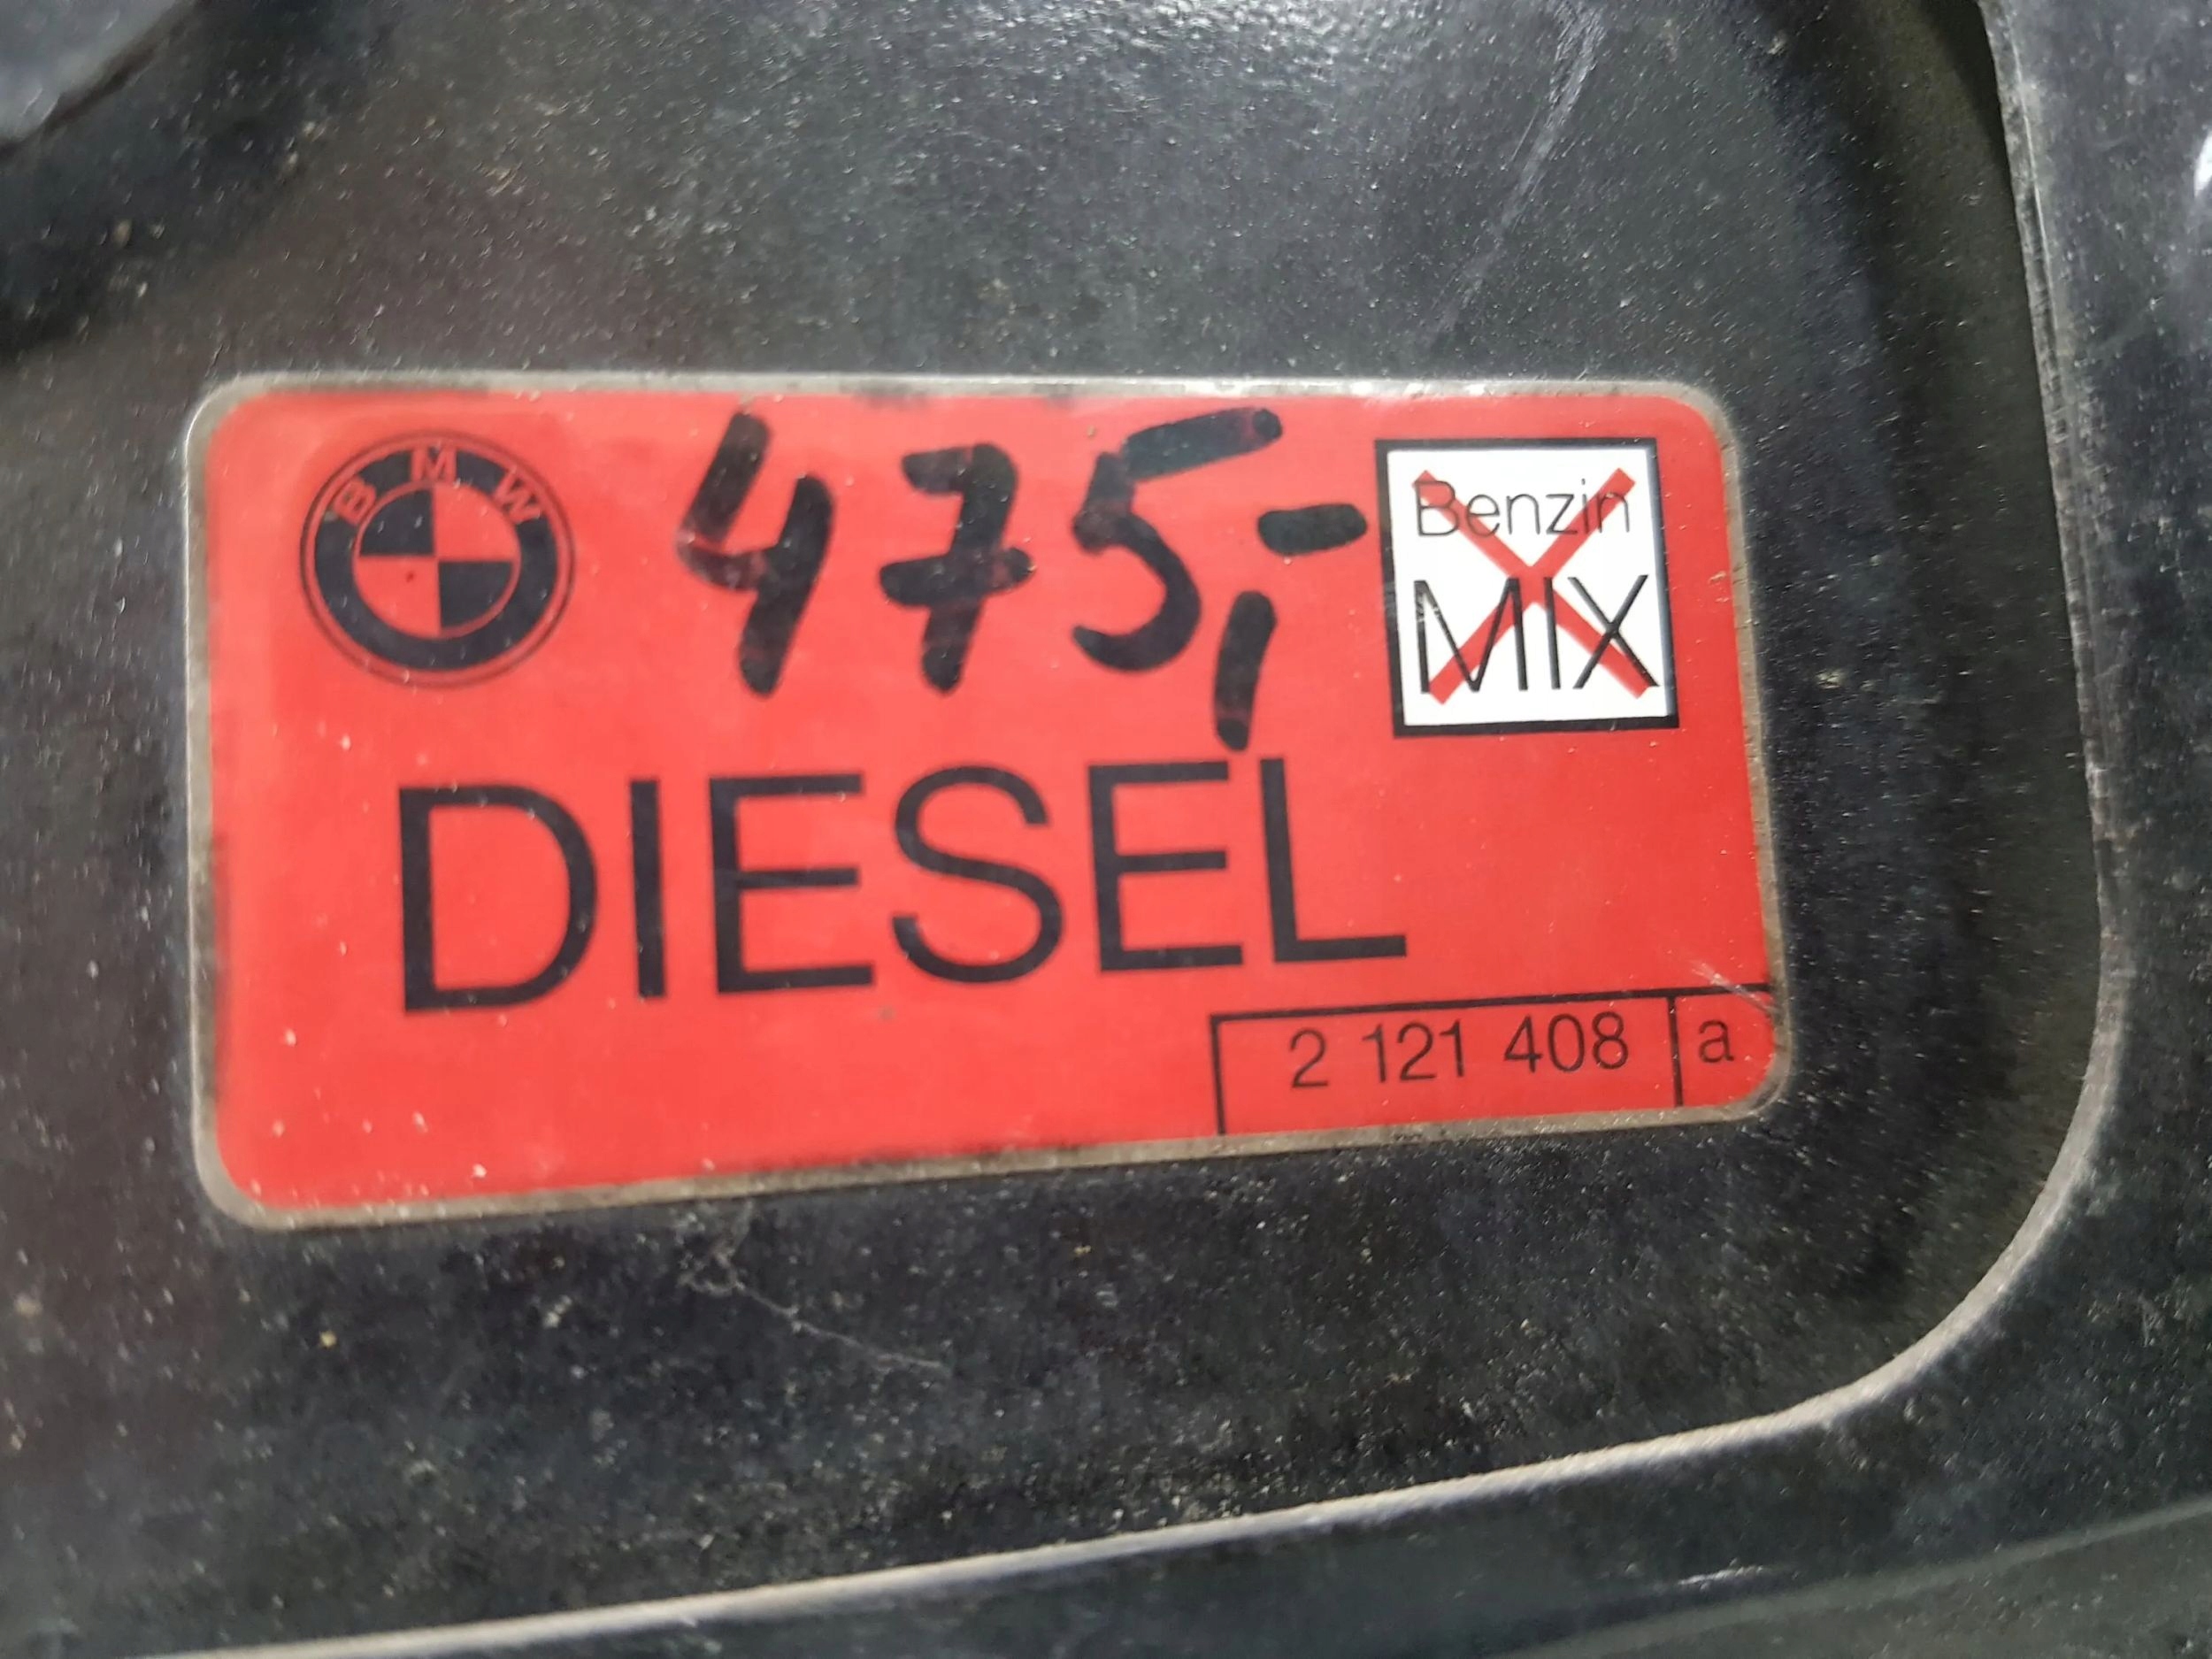 BMW
475,-
Benzin
MIX
DIESEL
2 121 408 a